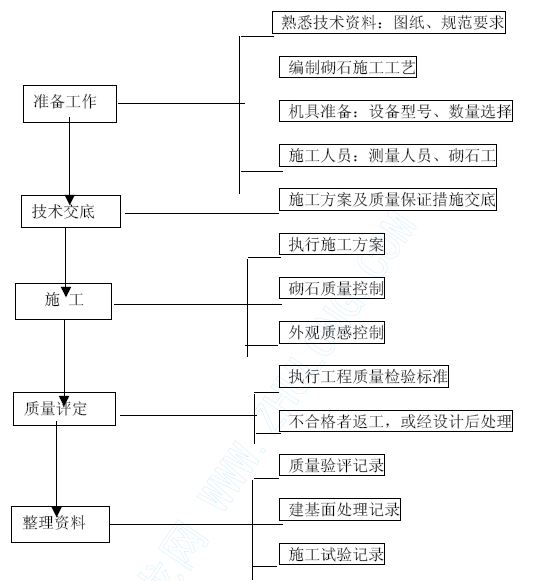 熟悉技术资料：图纸、规范要求
编制砌石施工工艺
准备工作
机具准备：设备型号、数量选择
施工人员：测量人员、砌石工
施工方案及质量保证措施交底
技术交底
执行施工方案
砌石质量控制
施 工
外观质感控制
执行工程质量检验标准
质量评定
不合格者返工，或经设计后处理
质量验评记录
建基面处理记录
整理资料
施工试验记录